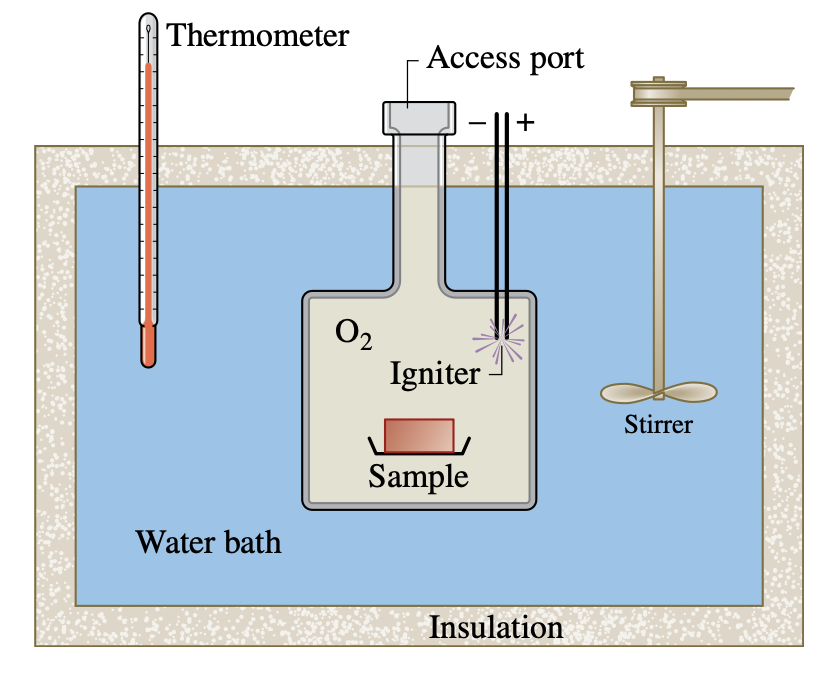 Thermometer
Access port
− +
O₂
Igniter
Sample
Stirrer
Water bath
Insulation